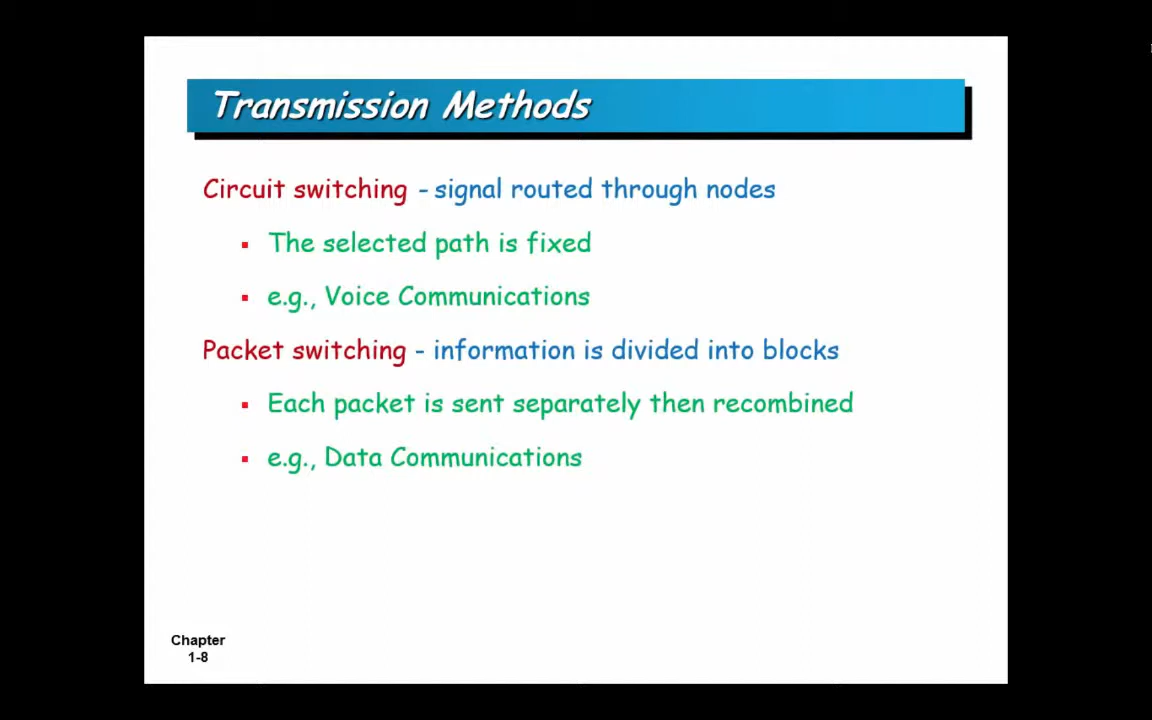 Transmission Methods
Circuit switching - signal routed through nodes
▪ The selected path is fixed
▪ e.g., Voice Communications
Packet switching - information is divided into blocks
▪ Each packet is sent separately then recombined
▪ e.g., Data Communications
Chapter
1-8